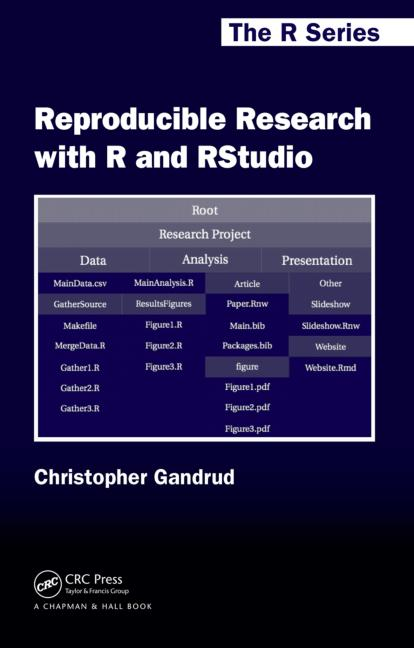 The R Series
Reproducible Research
with R and RStudio
Root
Research Project
Data Analysis Presentation
MainData.csv MainAnalysis.R Article Other
GatherSource ResultsFigures Paper.Rnw Slideshow
Makefile Figure1.R Main.bib Slideshow.Rnw
MergeData.R Figure2.R Packages.bib Website
Gather1.R Figure3.R figure Website.Rmd
Gather2.R Figure1.pdf
Gather3.R Figure2.pdf
Figure3.pdf
Christopher Gandrud
CRC CRC Press
Taylor & Francis Group
A CHAPMAN & HALL BOOK